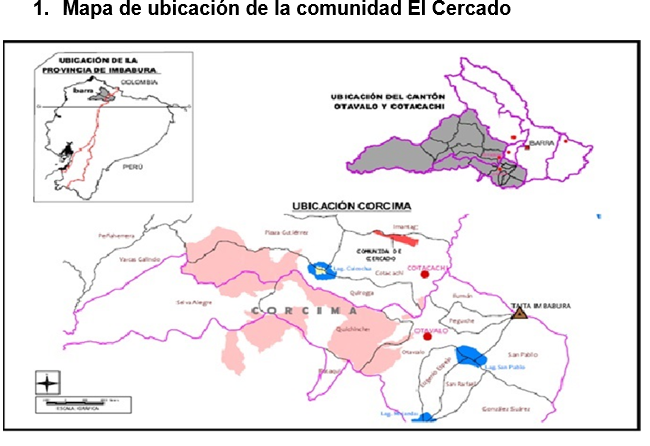 1. Mapa de ubicación de la comunidad El Cercado
UBICACIÓN DE LA
PROVINCIA DE IMBABURA
COLOMBIA
Ibarra
PERÚ
UBICACIÓN DEL CANTÓN
OTAVALO Y COTACACHI
IBARRA
UBICACIÓN CORCIMA
Imantag
Plaza Gutiérrez
Peñaherrera
COMUNIDAD DE
CERCADO
Vacas Galindo
Lag. Cuicocha
Cotacachi
COTACACHI
Quiroga
Selva Alegre
Ilumán
TAITA IMBABURA
CORCIMA
Peguche
Quichinche
OTAVALO
Otavalo
San Pablo
Eugenio Espejo
Lag. San Pablo
San Rafael
González Suárez
ESCALA GRÁFICA